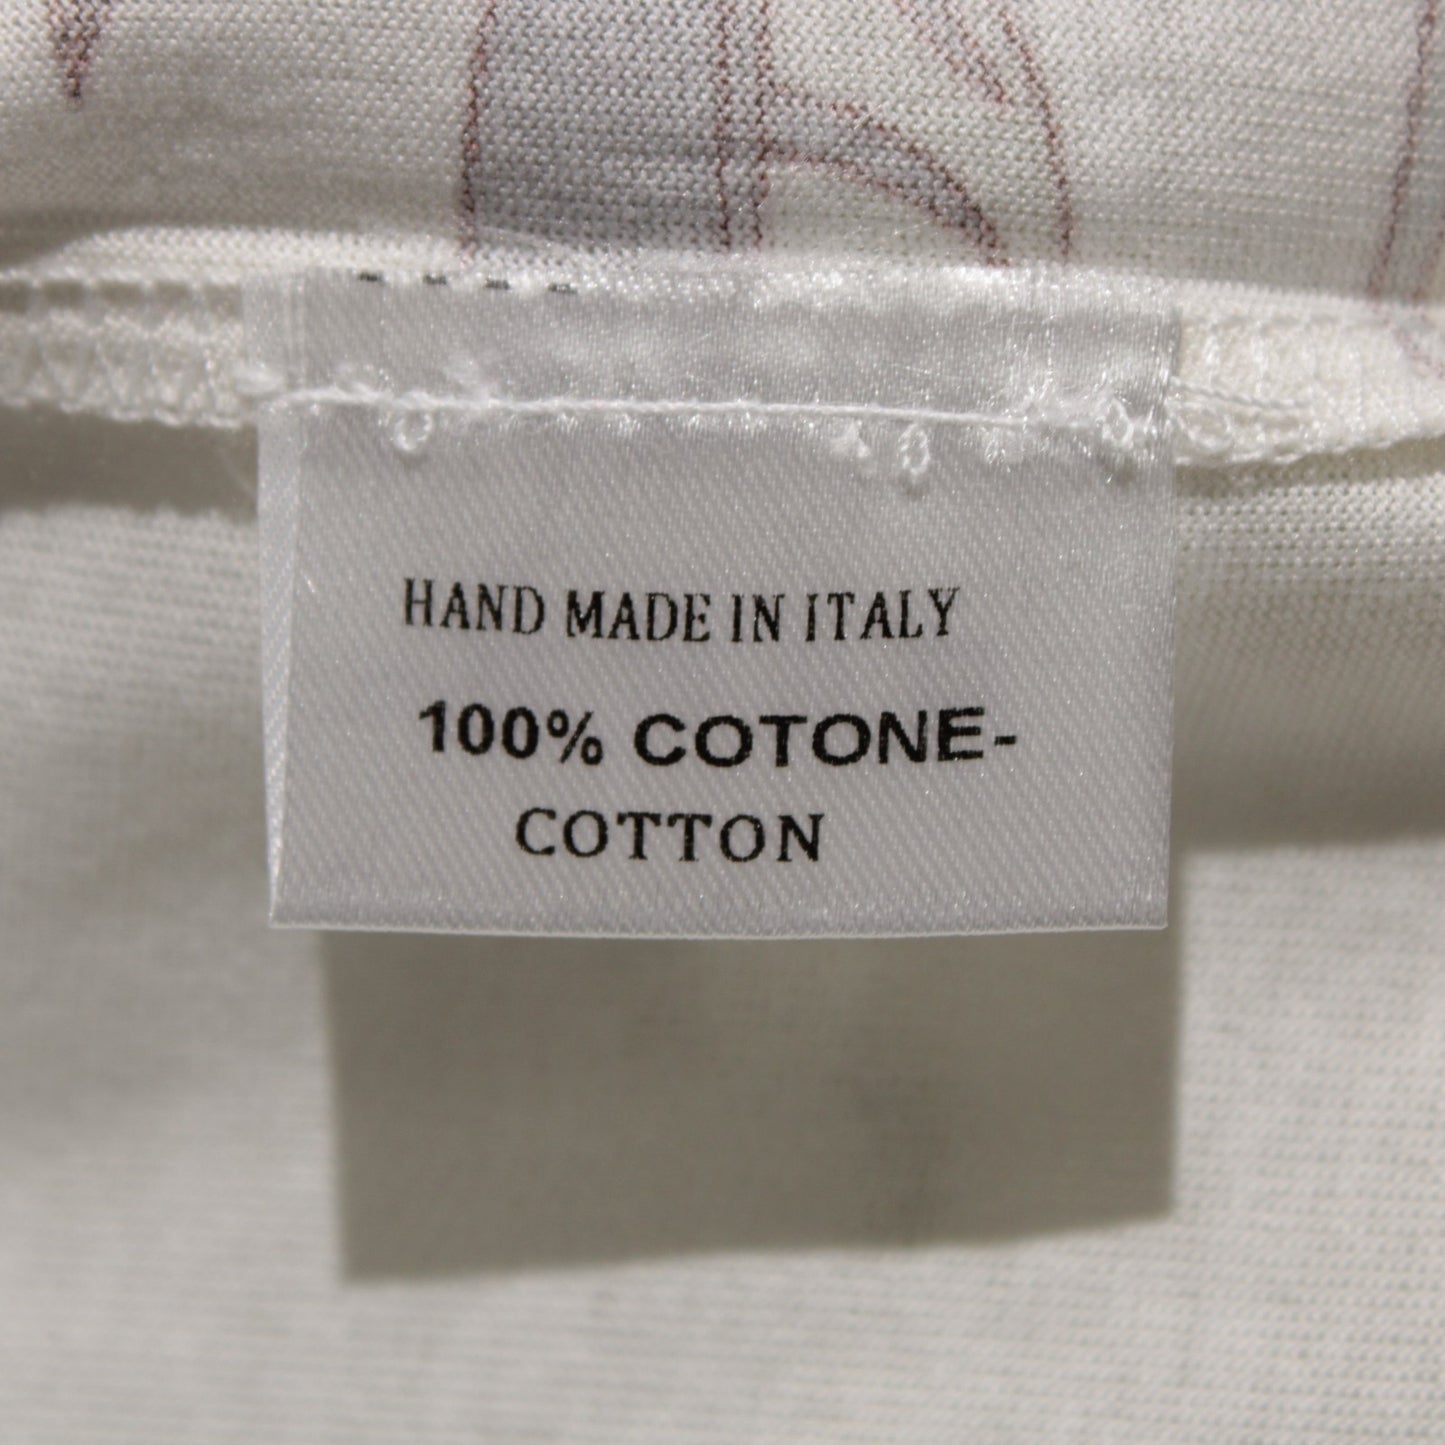 HAND MADE IN ITALY
100% COTONE-
COTTON